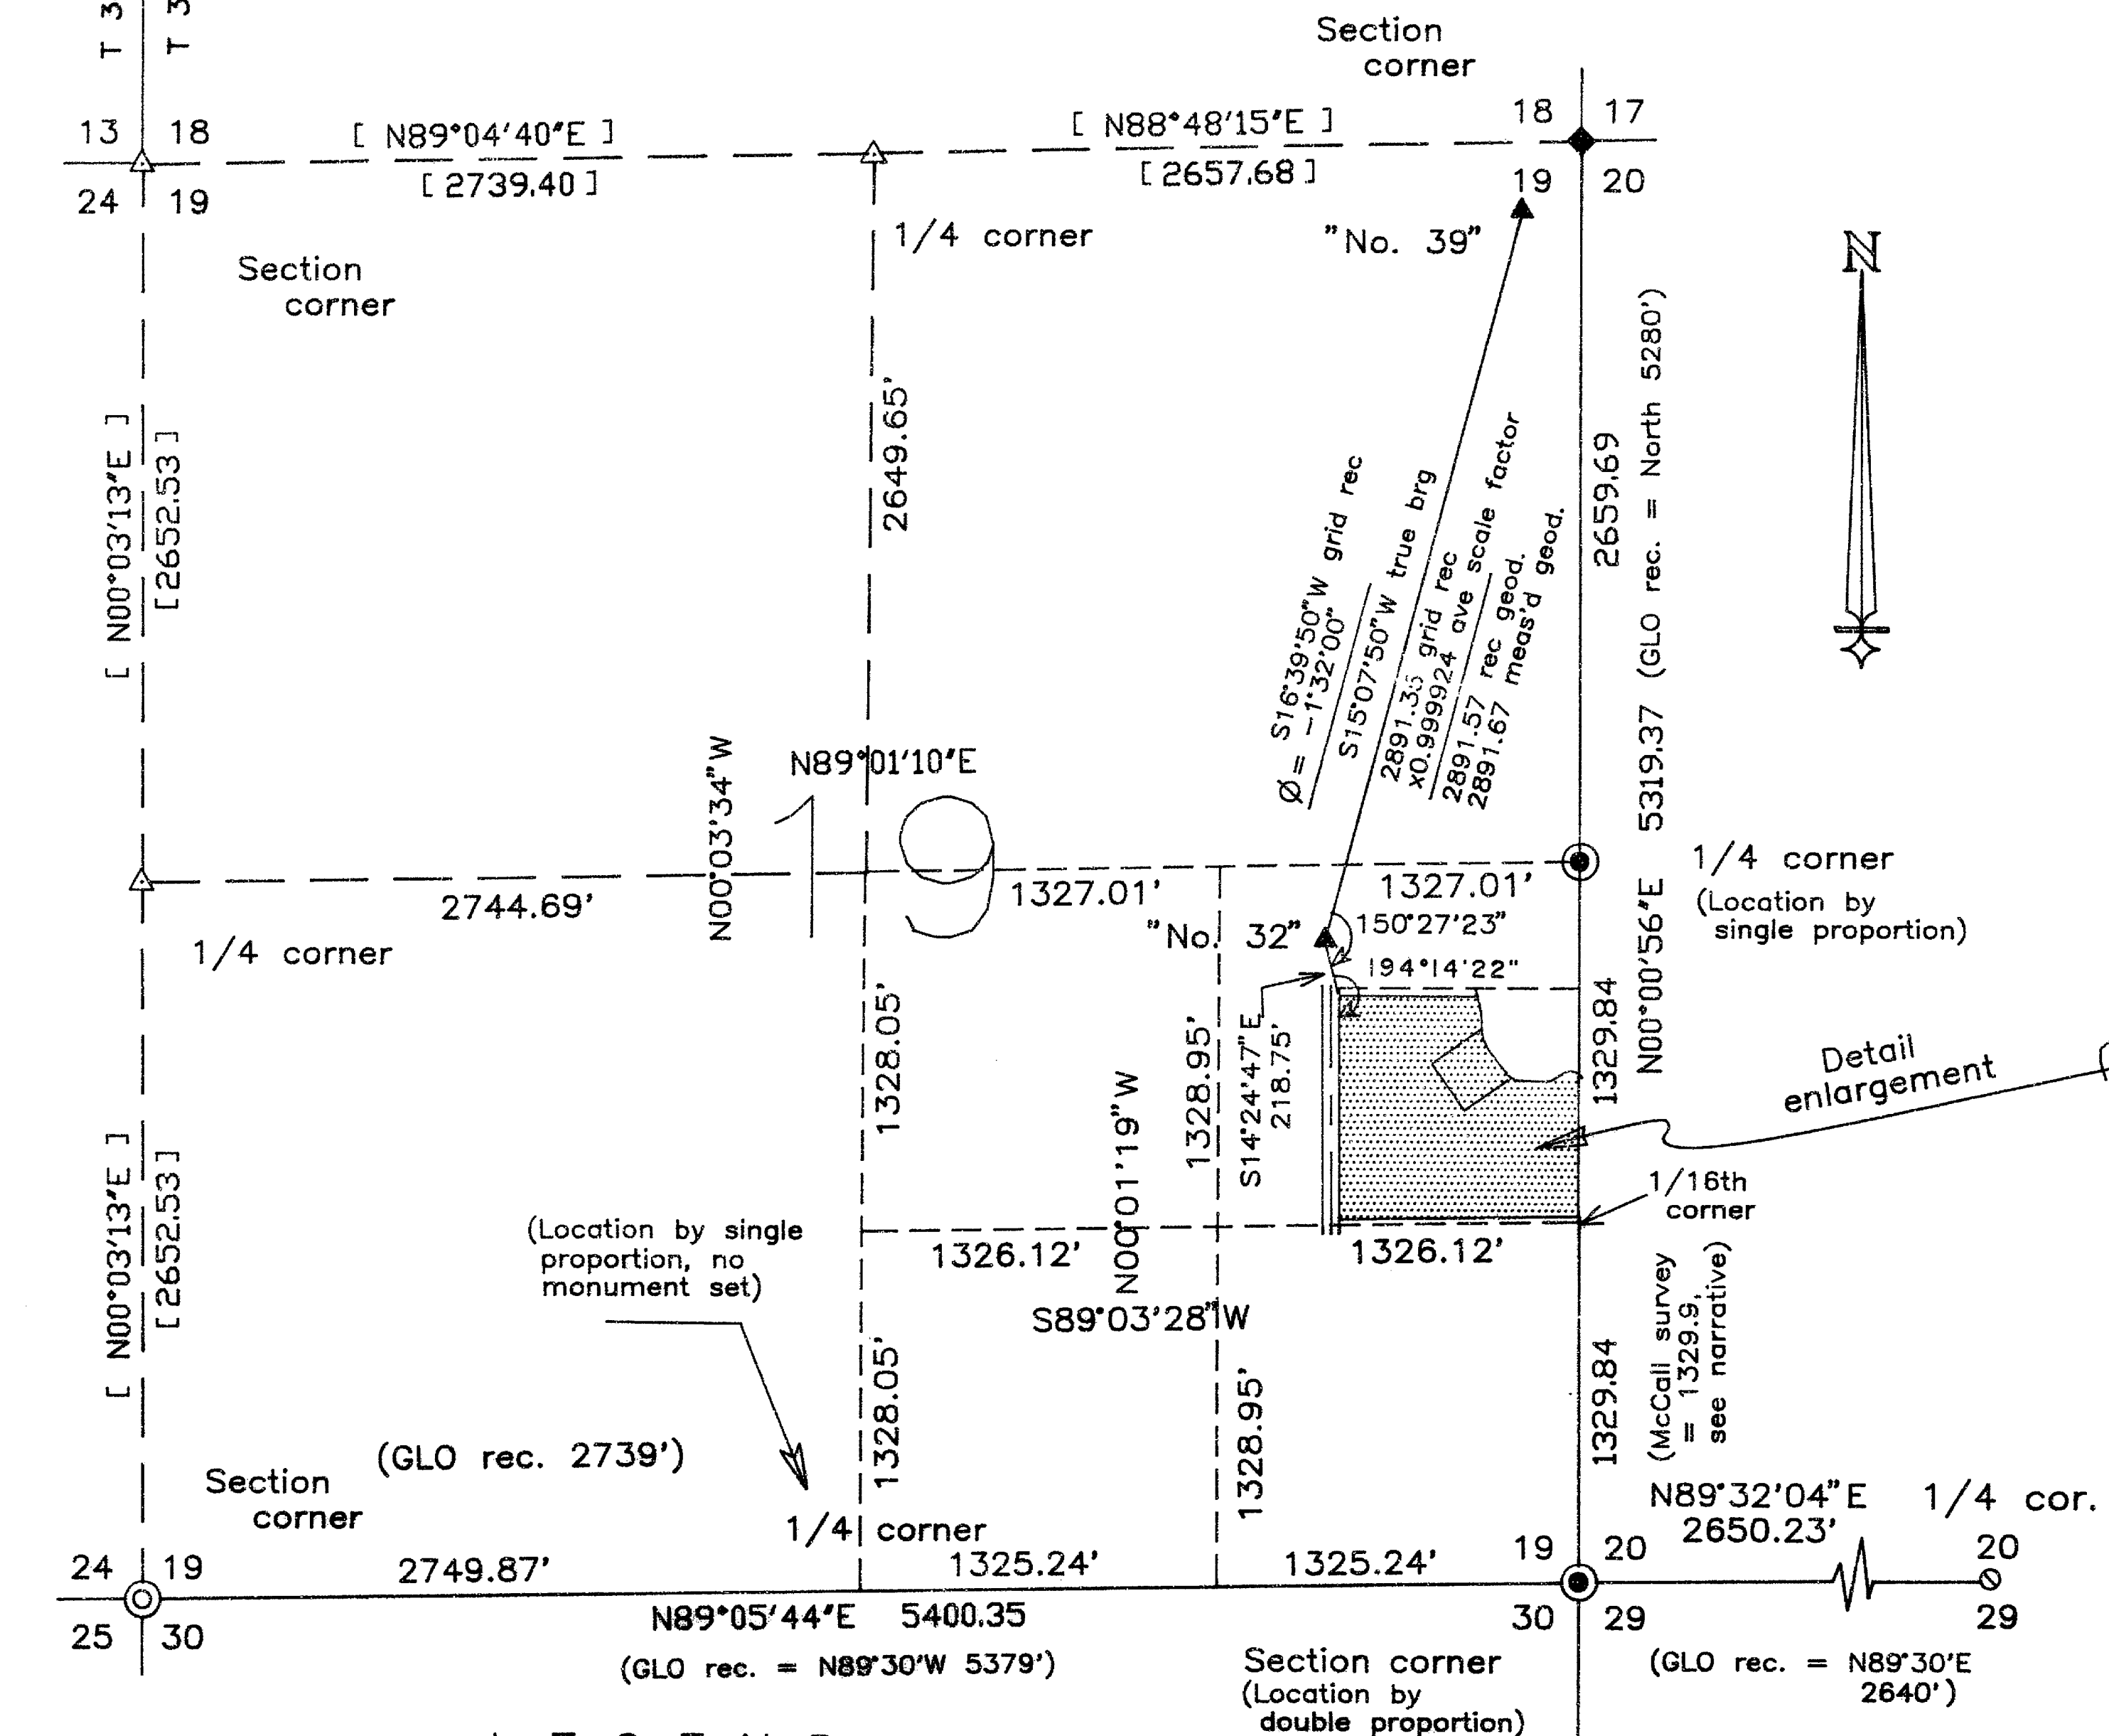 T 3
T 3
Section
corner
13 18
24 19
[ N89°04'40"E ]
[ 2739.40 ]
[ N88°48'15"E ]
[ 2657.68 ]
18 17
19 20
1/4 corner
"No. 39"
Section
corner
N
[ N00°03'13"E ]
[ 2652.53 ]
2649.65'
S16°39'50"W grid rec
Ø = -1°32'00"
S15°07'50"W true brg
2891.35 grid rec
x0.999924 ave scale factor
2891.57 rec geod.
2891.67 meas'd geod.
2659.69
N00°00'56"E 5319.37 (GLO rec. = North 5280')
N00°03'34"W
N89°01'10"E
19
2744.69'
1327.01'
1327.01'
1/4 corner
(Location by
single proportion)
1/4 corner
"No. 32"
150°27'23"
194°14'22"
1328.05'
1328.95'
S14°24'47"E
218.75'
1329.84
Detail
enlargement
N00°01'19"W
1/16th
corner
[ N00°03'13"E ]
[ 2652.53 ]
(Location by single
proportion, no
monument set)
1326.12'
1326.12'
S89°03'28"W
1328.05'
1328.95'
1329.84
(McCall survey
= 1329.9,
see narrative)
(GLO rec. 2739')
Section
corner
1/4 corner
N89°32'04"E
2650.23'
1/4 cor.
24 19
25 30
2749.87'
1325.24'
1325.24'
19 20
30 29
20
29
N89°05'44"E 5400.35
(GLO rec. = N89°30'W 5379')
Section corner
(Location by
double proportion)
(GLO rec. = N89°30'E
2640')